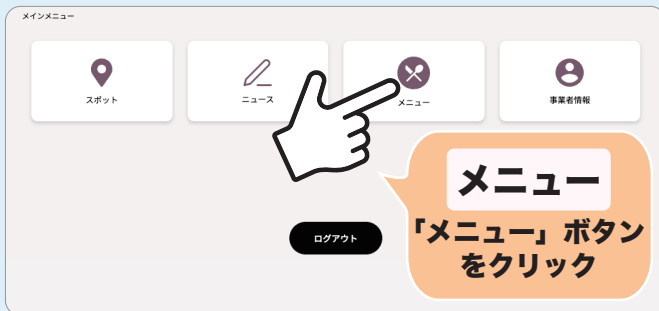 メインメニュー
スポット
ニュース
メニュー
事業者情報
メニュー
「メニュー」ボタン
をクリック
ログアウト